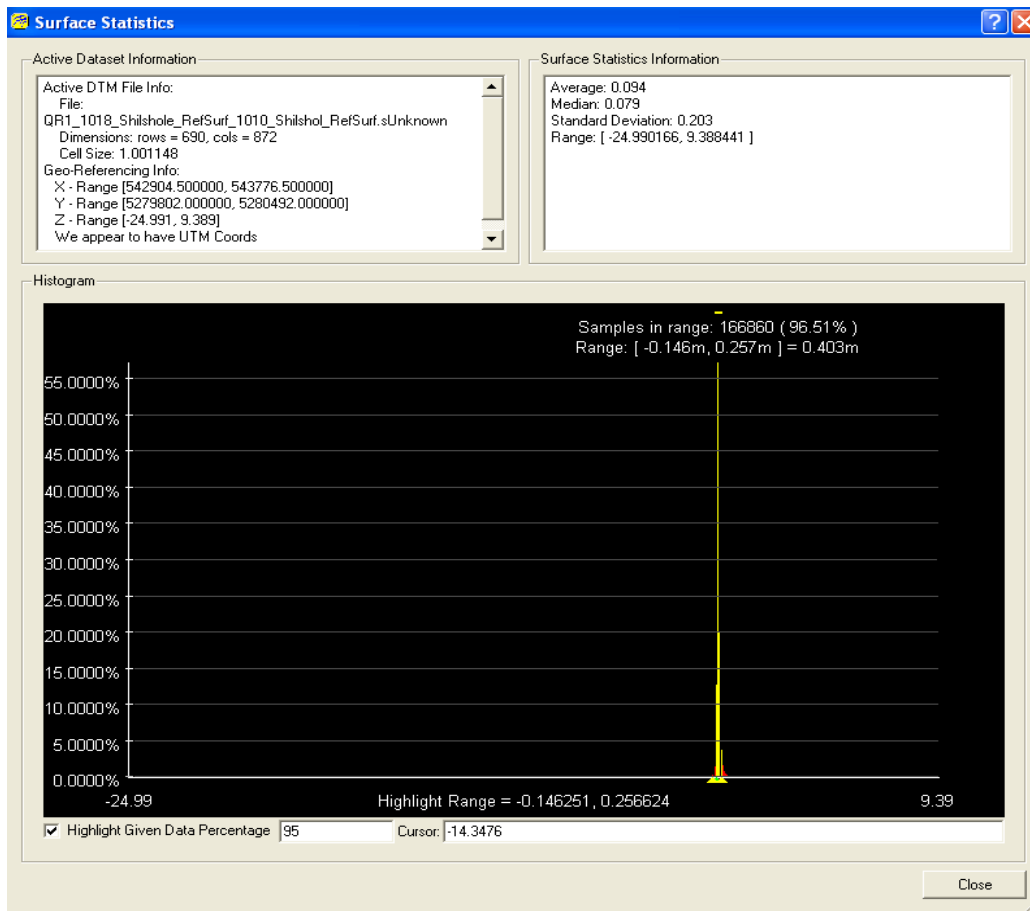 Surface Statistics
Active Dataset Information
Active DTM File Info:
File:
QR1_1018_Shilshole_RefSurf_1010_Shilshol_RefSurf.sUnknown
Dimensions: rows = 690, cols = 872
Cell Size: 1.001148
Geo-Referencing Info:
X - Range [542904.500000, 543776.500000]
Y - Range [5279802.000000, 5280492.000000]
Z - Range [-24.991, 9.389]
We appear to have UTM Coords
Surface Statistics Information
Average: 0.094
Median: 0.079
Standard Deviation: 0.203
Range: [ -24.990166, 9.388441 ]
Histogram
Samples in range: 166860 ( 96.51% )
Range: [ -0.146m, 0.257m ] = 0.403m
55.0000%
50.0000%
45.0000%
40.0000%
35.0000%
30.0000%
25.0000%
20.0000%
15.0000%
10.0000%
5.0000%
0.0000%
-24.99 Highlight Range = -0.146251, 0.256624 9.39
Highlight Given Data Percentage 95 Cursor: -14.3476
Close